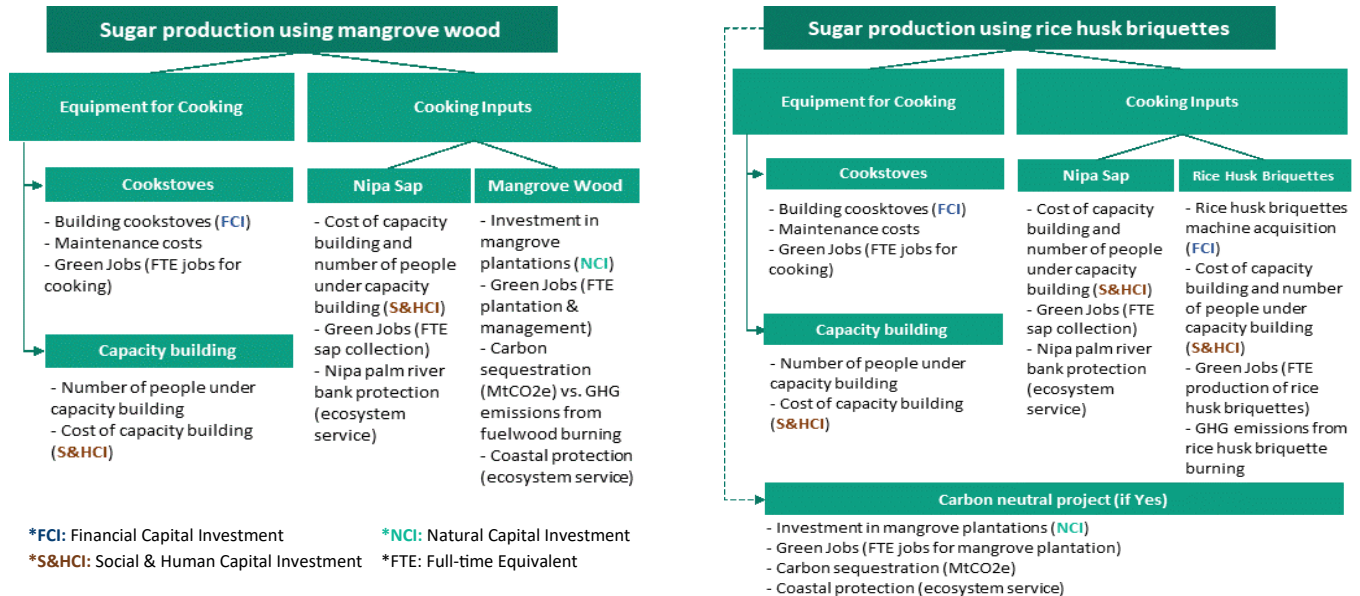 Sugar production using mangrove wood
Equipment for Cooking
Cooking Inputs
Cookstoves
- Building cookstoves (FCI)
- Maintenance costs
- Green Jobs (FTE jobs for
cooking)
Capacity building
- Number of people under
capacity building
- Cost of capacity building
(S&HCI)
Nipa Sap
- Cost of capacity
building and
number of people
under capacity
building (S&HCI)
- Green Jobs (FTE
sap collection)
- Nipa palm river
bank protection
(ecosystem
service)
Mangrove Wood
- Investment in
mangrove
plantations (NCI)
- Green Jobs (FTE
plantation &
management)
- Carbon
sequestration
(MtCO2e) vs. GHG
emissions from
fuelwood burning
- Coastal protection
(ecosystem service)
*FCI: Financial Capital Investment
*NCI: Natural Capital Investment
*S&HCI: Social & Human Capital Investment
*FTE: Full-time Equivalent
Sugar production using rice husk briquettes
Equipment for Cooking
Cooking Inputs
Cookstoves
- Building coosktoves (FCI)
- Maintenance costs
- Green Jobs (FTE jobs for
cooking)
Capacity building
- Number of people under
capacity building
- Cost of capacity building
(S&HCI)
Nipa Sap
- Cost of capacity
building and
number of people
under capacity
building (S&HCI)
- Green Jobs (FTE
sap collection)
- Nipa palm river
bank protection
(ecosystem
service)
Rice Husk Briquettes
- Rice husk briquettes
machine acquisition
(FCI)
- Cost of capacity
building and number
of people under
capacity building
(S&HCI)
- Green Jobs (FTE
production of rice
husk briquettes)
- GHG emissions from
rice husk briquette
burning
Carbon neutral project (if Yes)
- Investment in mangrove plantations (NCI)
- Green Jobs (FTE jobs for mangrove plantation)
- Carbon sequestration (MtCO2e)
- Coastal protection (ecosystem service)